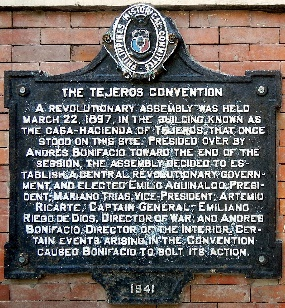 PHILIPPINES HISTORICAL COMMITTEE
THE TEJEROS CONVENTION
A REVOLUTIONARY ASSEMBLY WAS HELD
MARCH 22, 1897, IN THE BUILDING KNOWN AS
THE CASA-HACIENDA OF TEJEROS, THAT ONCE
STOOD ON THIS SITE. PRESIDED OVER BY
ANDRES BONIFACIO TOWARD THE END OF THE
SESSION, THE ASSEMBLY DECIDED TO ES-
TABLISH A CENTRAL REVOLUTIONARY GOVERN-
MENT, AND ELECTED EMILIO AGUINALDO, PRESI-
DENT; MARIANO TRIAS, VICE-PRESIDENT; ARTEMIO
RICARTE, CAPTAIN GENERAL; EMILIANO
RIEGO DE DIOS, DIRECTOR OF WAR; AND ANDRES
BONIFACIO, DIRECTOR OF THE INTERIOR. CER-
TAIN EVENTS ARISING IN THE CONVENTION
CAUSED BONIFACIO TO BOLT ITS ACTION.
1941